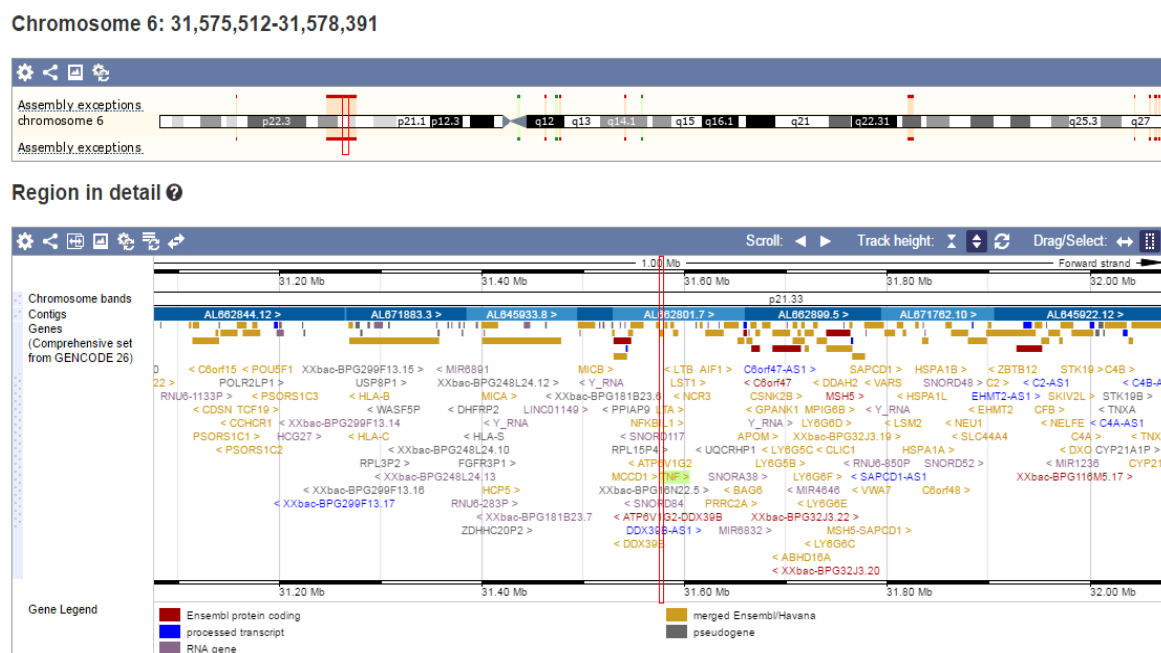 Chromosome 6: 31,575,512-31,578,391
Assembly exceptions
chromosome 6
p22.3 p21.1 p12.3 q12 q13 q14.1 q15 q16.1 q21 q22.31 q25.3 q27
Assembly exceptions
Region in detail
Scroll: Track height: Drag/Select:
1.00 Mb Forward strand
31.20 Mb 31.40 Mb 31.60 Mb 31.80 Mb 32.00 Mb
Chromosome bands p21.33
Contigs AL662844.12 > AL671883.3 > AL645933.8 > AL662801.7 > AL662899.5 > AL671762.10 > AL645922.12 >
Genes
(Comprehensive set
from GENCODE 26)
< C6orf15 < POU5F1 XXbac-BPG299F13.15 > < MIR6891 MICB > < LTB AIF1 > C6orf47-AS1 > SAPCD1 > HSPA1B > < ZBTB12 STK19 > C4B >
22 > POLR2LP1 > USP8P1 > XXbac-BPG248L24.12 > < Y_RNA LST1 > < C6orf47 < DDAH2 < VARS SNORD48 > C2 > < C2-AS1 < C4B-A
RNU6-1133P > < PSORS1C3 < HLA-B MICA > < XXbac-BPG181B23.6 < NCR3 CSNK2B > MSH5 > < HSPA1L EHMT2-AS1 > SKIV2L > STK19B >
< CDSN TCF19 > < WASF5P < DHFRP2 LINC01149 > < PPIAP9 LTA > < GPANK1 MPIG6B > < Y_RNA < EHMT2 CFB > < TNXA
< CCHCR1 < XXbac-BPG299F13.14 < Y_RNA NFKBIL1 > Y_RNA > LY6G6D > < LSM2 < NEU1 < NELFE < C4A-AS1
PSORS1C1 > HCG27 > < HLA-C < HLA-S < SNORD117 APOM > XXbac-BPG32J3.19 > < SLC44A4 C4A > < TNX
< PSORS1C2 < XXbac-BPG248L24.10 RPL15P4 > < UQCRHP1 < LY6G5C < CLIC1 HSPA1A > < DXO CYP21A1P >
RPL3P2 > FGFR3P1 > < ATP6V1G2 LY6G5B > < RNU6-850P SNORD52 > < MIR1236 CYP21
< XXbac-BPG248L24.13 MCCD1 > TNF > SNORA38 > LY6G6F > < SAPCD1-AS1 XXbac-BPG116M5.17 >
< XXbac-BPG299F13.16 HCP5 > XXbac-BPG16N22.5 > < BAG6 < MIR4646 < VWA7 C6orf48 >
< XXbac-BPG299F13.17 RNU6-283P > < SNORD84 PRRC2A > < LY6G6E
< XXbac-BPG181B23.7 < ATP6V1G2-DDX39B XXbac-BPG32J3.22 >
ZDHHC20P2 > DDX39B-AS1 > MIR6832 > MSH5-SAPCD1 >
< DDX39B < LY6G6C
< ABHD16A
< XXbac-BPG32J3.20
31.20 Mb 31.40 Mb 31.60 Mb 31.80 Mb 32.00 Mb
Gene Legend
Ensembl protein coding merged Ensembl/Havana
processed transcript pseudogene
RNA gene